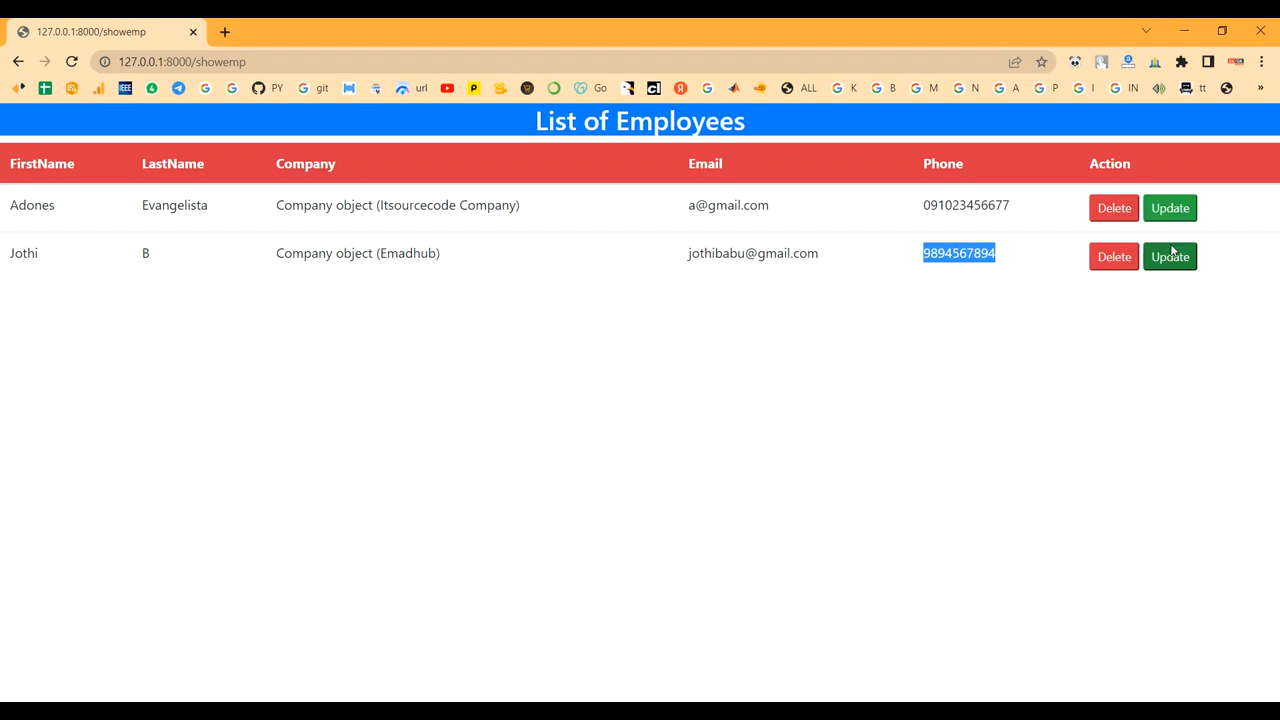 127.0.0.1:8000/showemp
127.0.0.1:8000/showemp
IEEE PY git url Go ALL K B M N A P I IN tt »
List of Employees
FirstName LastName Company Email Phone Action
Adones Evangelista Company object (Itsourcecode Company) a@gmail.com 091023456677 Delete Update
Jothi B Company object (Emadhub) jothibabu@gmail.com 9894567894 Delete Update